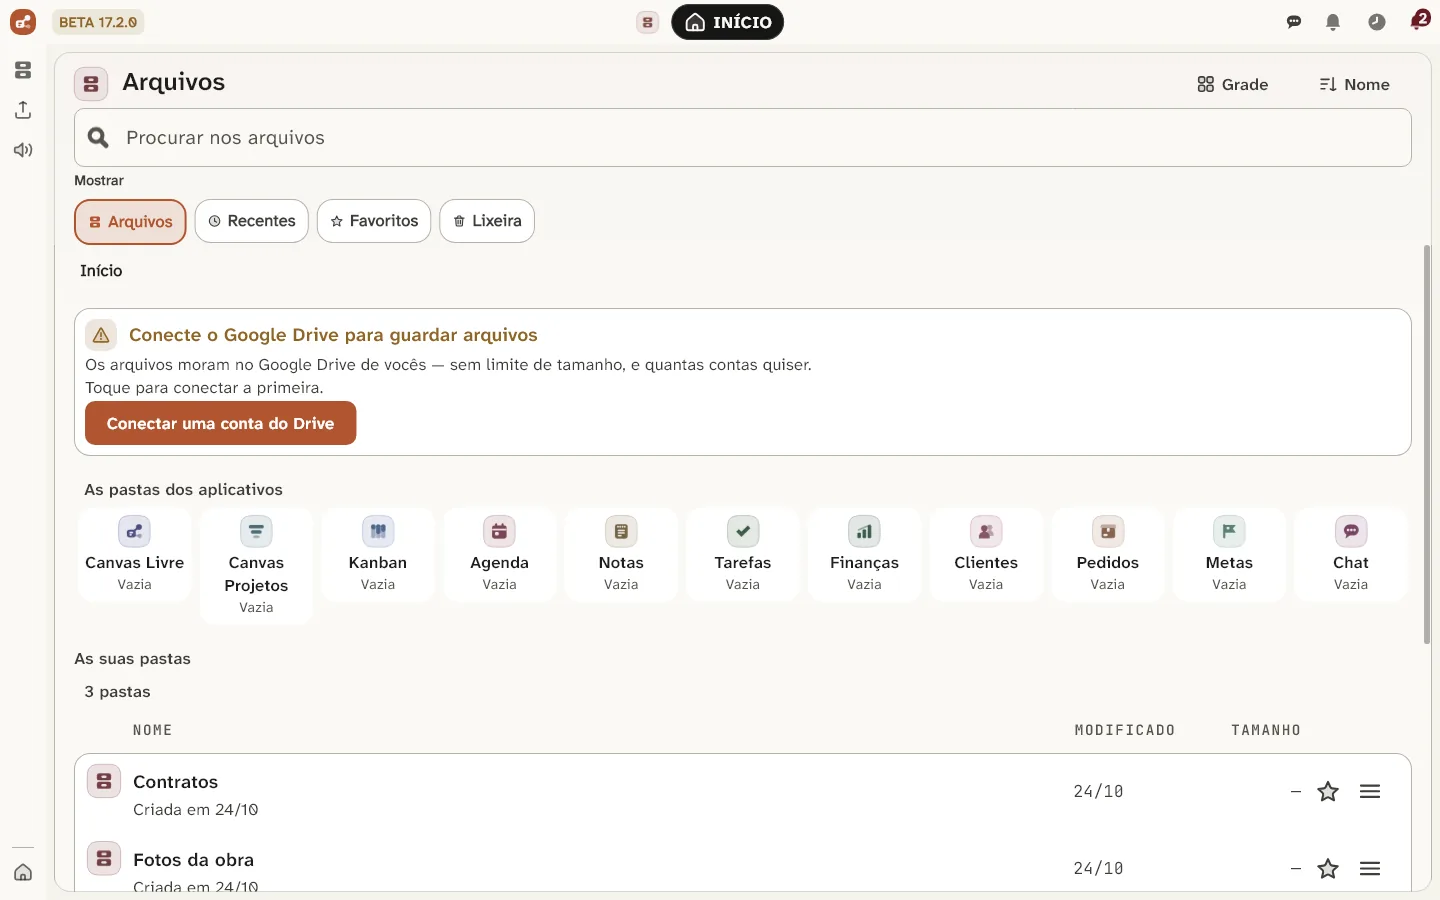 BETA 17.2.0
INÍCIO
2
Arquivos
Grade
Nome
Procurar nos arquivos
Mostrar
Arquivos
Recentes
Favoritos
Lixeira
Início
Conecte o Google Drive para guardar arquivos
Os arquivos moram no Google Drive de vocês — sem limite de tamanho, e quantas contas quiser.
Toque para conectar a primeira.
Conectar uma conta do Drive
As pastas dos aplicativos
Canvas Livre
Vazia
Canvas
Projetos
Vazia
Kanban
Vazia
Agenda
Vazia
Notas
Vazia
Tarefas
Vazia
Finanças
Vazia
Clientes
Vazia
Pedidos
Vazia
Metas
Vazia
Chat
Vazia
As suas pastas
3 pastas
NOME
MODIFICADO
TAMANHO
Contratos
Criada em 24/10
24/10
—
Fotos da obra
Criada em 24/10
24/10
—